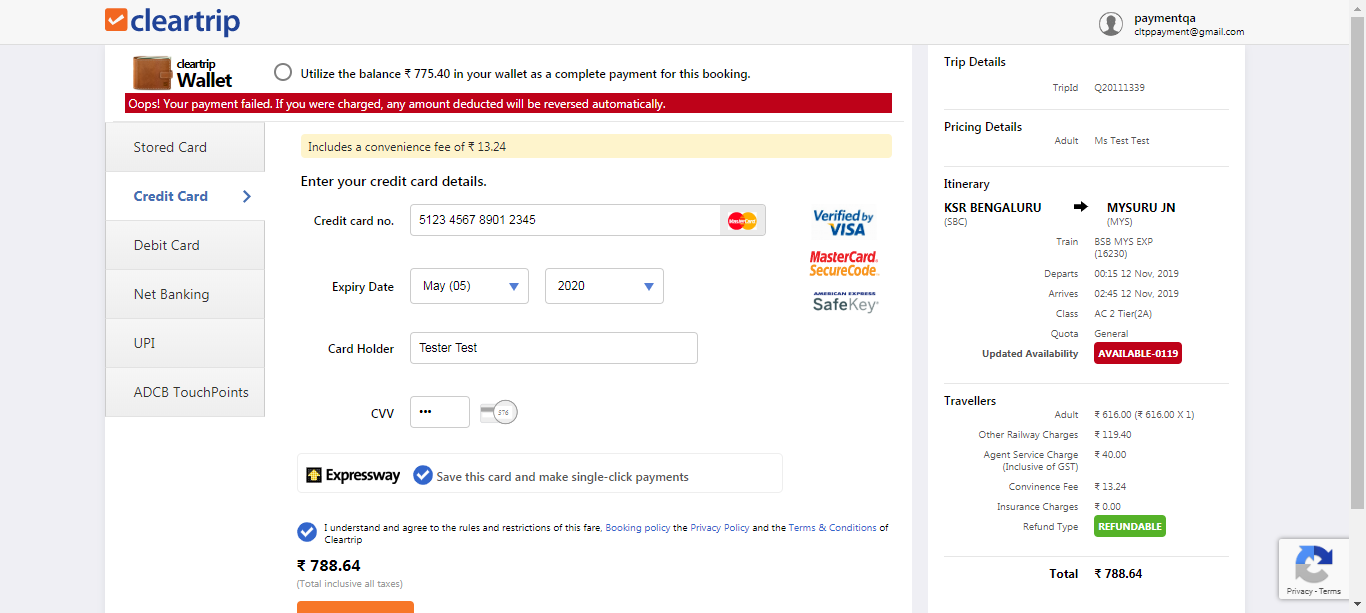 cleartrip
paymentqa
cltppayment@gmail.com
cleartrip
Wallet
Utilize the balance ₹ 775.40 in your wallet as a complete payment for this booking.
Oops! Your payment failed. If you were charged, any amount deducted will be reversed automatically.
Stored Card
Credit Card
Debit Card
Net Banking
UPI
ADCB TouchPoints
Includes a convenience fee of ₹ 13.24
Enter your credit card details.
Credit card no.
5123 4567 8901 2345
MasterCard
Expiry Date
May (05)
2020
Card Holder
Tester Test
CVV
•••
576
Verified by
VISA
MasterCard.
SecureCode.
AMERICAN EXPRESS
SafeKey
Expressway
Save this card and make single-click payments
I understand and agree to the rules and restrictions of this fare, Booking policy the Privacy Policy and the Terms & Conditions of
Cleartrip
₹ 788.64
(Total inclusive all taxes)
Trip Details
TripId Q20111339
Pricing Details
Adult Ms Test Test
Itinerary
KSR BENGALURU MYSURU JN
(SBC) (MYS)
Train BSB MYS EXP
(16230)
Departs 00:15 12 Nov, 2019
Arrives 02:45 12 Nov, 2019
Class AC 2 Tier(2A)
Quota General
Updated Availability AVAILABLE-0119
Travellers
Adult ₹ 616.00 (₹ 616.00 X 1)
Other Railway Charges ₹ 119.40
Agent Service Charge ₹ 40.00
(Inclusive of GST)
Convinence Fee ₹ 13.24
Insurance Charges ₹ 0.00
Refund Type REFUNDABLE
Total ₹ 788.64
Privacy - Terms